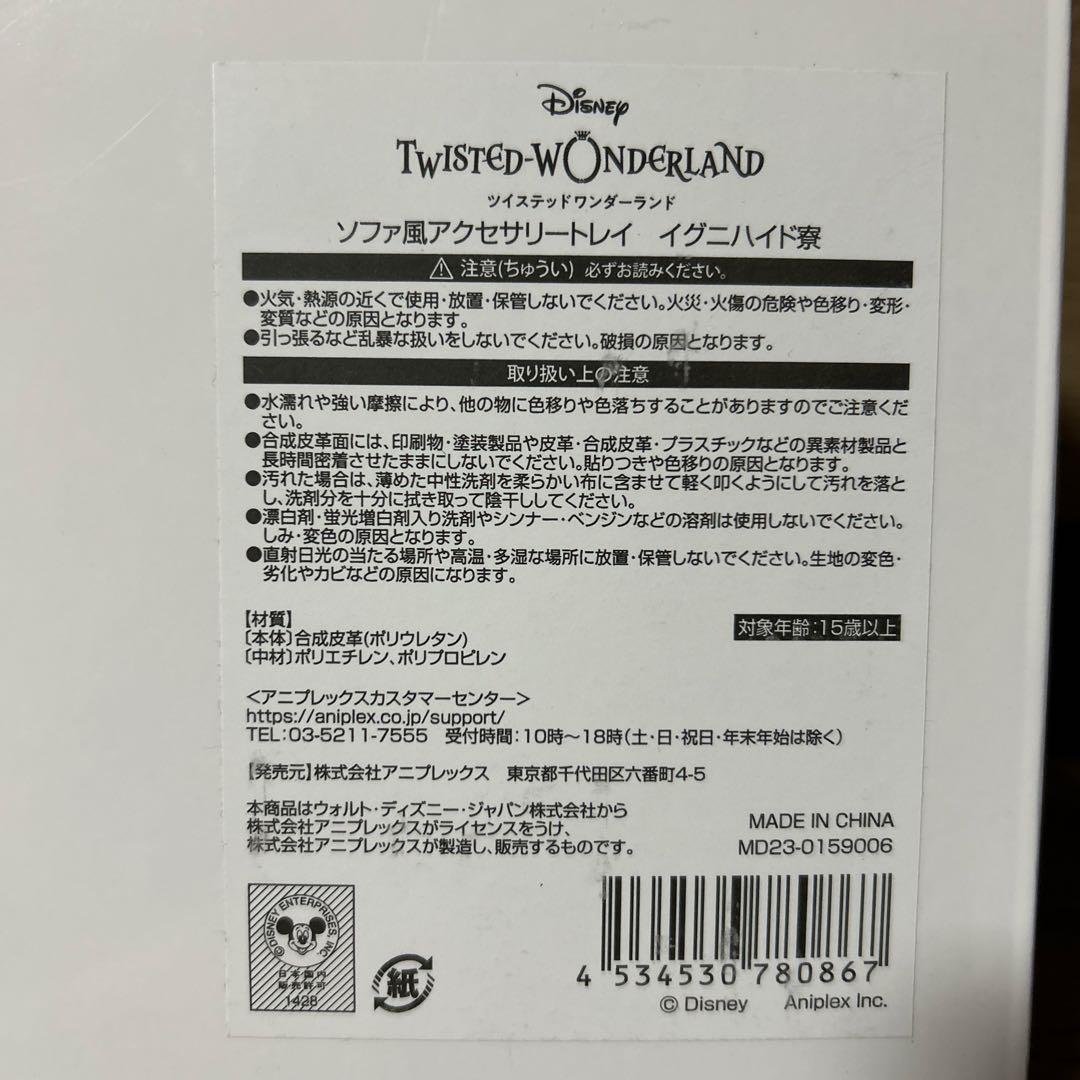 Disney
TWISTED-WONDERLAND
ツイステッドワンダーランド
ソファ風アクセサリートレイ　イグニハイド寮
⚠ 注意(ちゅうい) 必ずお読みください。
●火気・熱源の近くで使用・放置・保管しないでください。火災・火傷の危険や色移り・変形・
変質などの原因となります。
●引っ張るなど乱暴な扱いをしないでください。破損の原因となります。
取り扱い上の注意
●水濡れや強い摩擦により、他の物に色移りや色落ちすることがありますのでご注意くだ
さい。
●合成皮革面には、印刷物・塗装製品や皮革・合成皮革・プラスチックなどの異素材製品と
長時間密着させたままにしないでください。貼りつきや色移りの原因となります。
●汚れた場合は、薄めた中性洗剤を柔らかい布に含ませて軽く叩くようにして汚れを落と
し、洗剤分を十分に拭き取って陰干ししてください。
●漂白剤・蛍光増白剤入り洗剤やシンナー・ベンジンなどの溶剤は使用しないでください。
しみ・変色の原因となります。
●直射日光の当たる場所や高温・多湿な場所に放置・保管しないでください。生地の変色・
劣化やカビなどの原因になります。
【材質】
〔本体〕合成皮革(ポリウレタン)
〔中材〕ポリエチレン、ポリプロピレン
対象年齢:15歳以上
<アニプレックスカスタマーセンター>
https://aniplex.co.jp/support/
TEL:03-5211-7555　受付時間:10時～18時(土・日・祝日・年末年始は除く)
【発売元】株式会社アニプレックス　東京都千代田区六番町4-5
本商品はウォルト・ディズニー・ジャパン株式会社から
株式会社アニプレックスがライセンスをうけ、
株式会社アニプレックスが製造し、販売するものです。
MADE IN CHINA
MD23-0159006
©DISNEY ENTERPRISES, INC.
日本国内
販売許可
1428
紙
4 534530 780867
© Disney　Aniplex Inc.